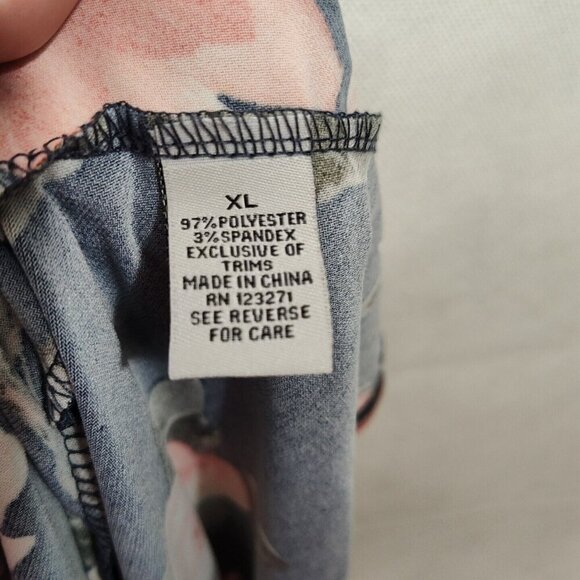 XL
97% POLYESTER
3% SPANDEX
EXCLUSIVE OF
TRIMS
MADE IN CHINA
RN 123271
SEE REVERSE
FOR CARE